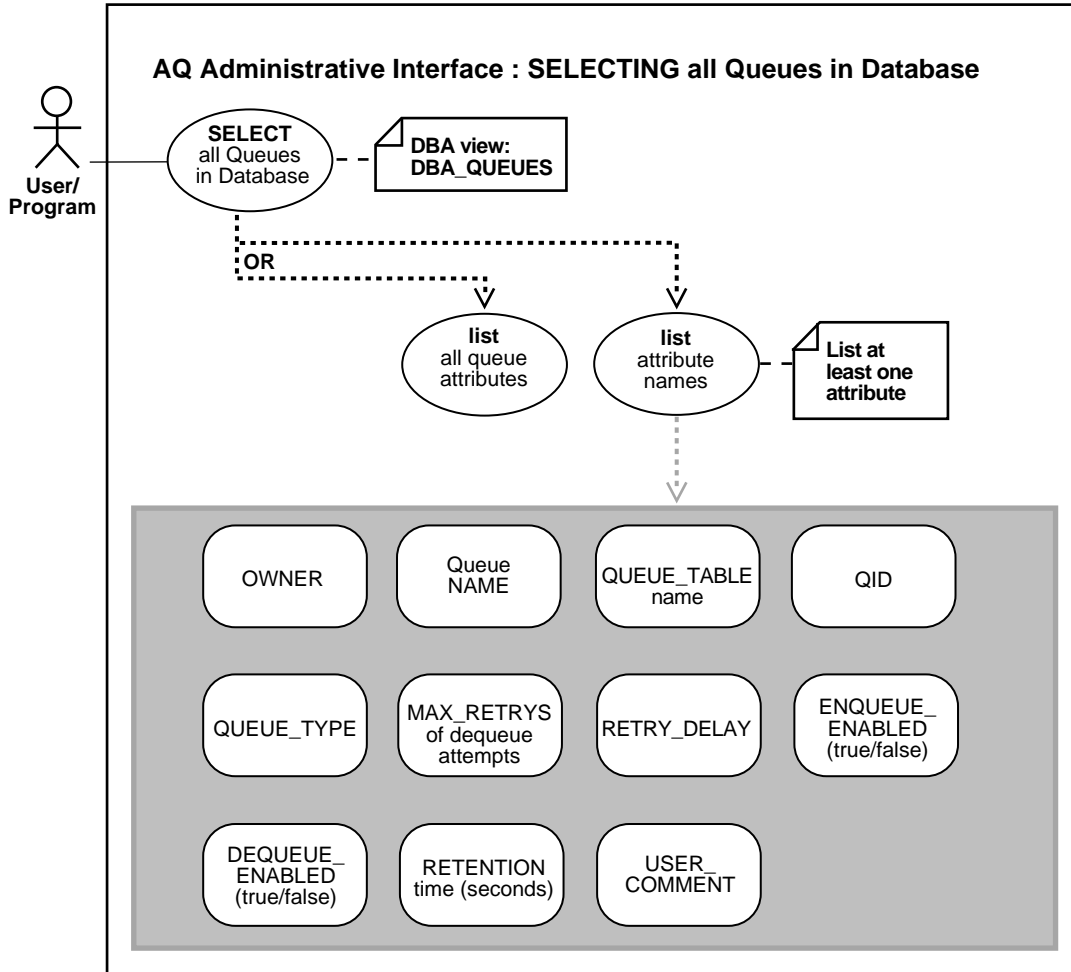 AQ Administrative Interface : SELECTING all Queues in Database
User/
Program
SELECT
all Queues
in Database
DBA view:
DBA_QUEUES
OR
list
all queue
attributes
list
attribute
names
List at
least one
attribute
OWNER
Queue
NAME
QUEUE_TABLE
name
QID
QUEUE_TYPE
MAX_RETRYS
of dequeue
attempts
RETRY_DELAY
ENQUEUE_
ENABLED
(true/false)
DEQUEUE_
ENABLED
(true/false)
RETENTION
time (seconds)
USER_
COMMENT